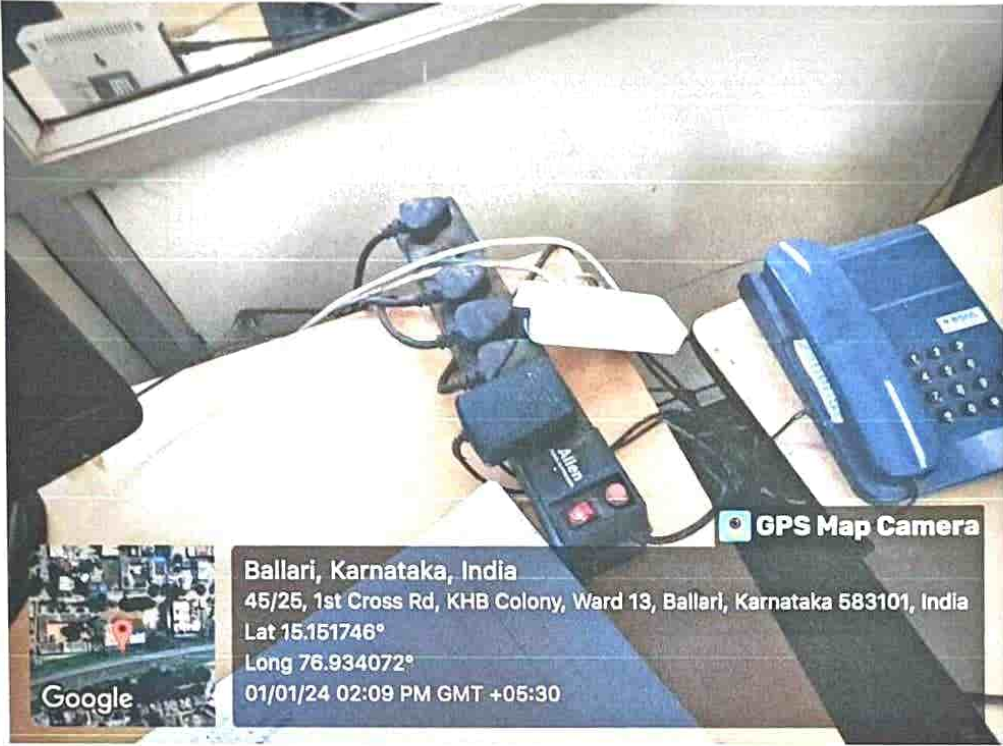 Allen
GPS Map Camera
Ballari, Karnataka, India
45/25, 1st Cross Rd, KHB Colony, Ward 13, Ballari, Karnataka 583101, India
Lat 15.151746°
Long 76.934072°
01/01/24 02:09 PM GMT +05:30
Google